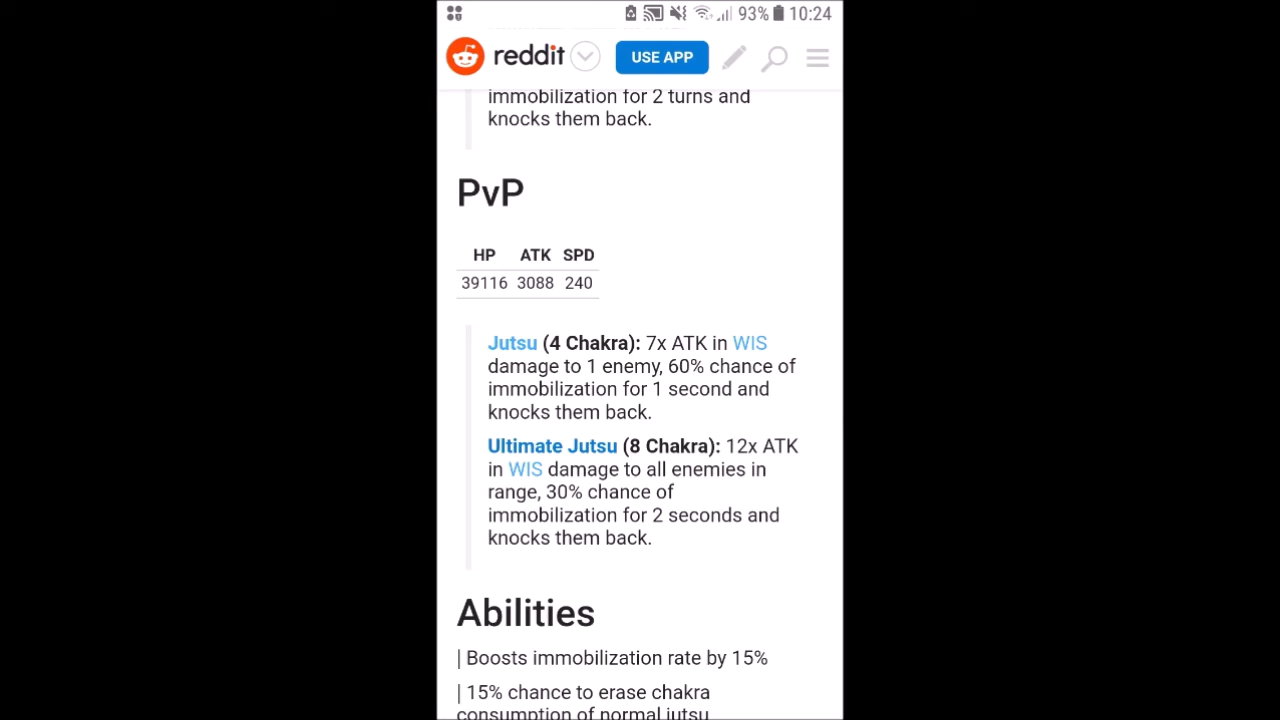 93% 10:24
reddit USE APP
immobilization for 2 turns and
knocks them back.
PvP
HP ATK SPD
39116 3088 240
Jutsu (4 Chakra): 7x ATK in WIS
damage to 1 enemy, 60% chance of
immobilization for 1 second and
knocks them back.
Ultimate Jutsu (8 Chakra): 12x ATK
in WIS damage to all enemies in
range, 30% chance of
immobilization for 2 seconds and
knocks them back.
Abilities
| Boosts immobilization rate by 15%
| 15% chance to erase chakra
consumption of normal jutsu